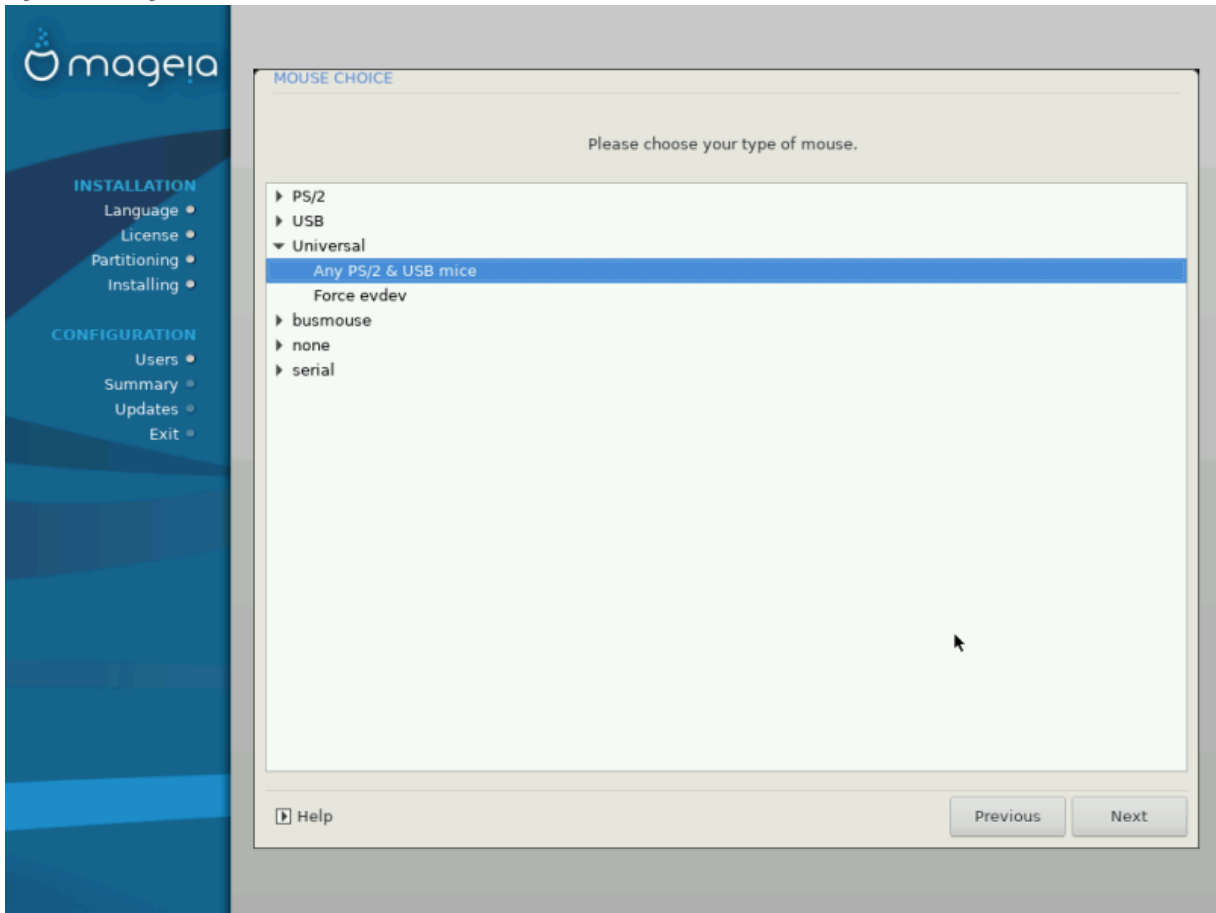 mageia
INSTALLATION
Language
License
Partitioning
Installing
CONFIGURATION
Users
Summary
Updates
Exit
MOUSE CHOICE
Please choose your type of mouse.
PS/2
USB
Universal
Any PS/2 & USB mice
Force evdev
busmouse
none
serial
Help
Previous
Next